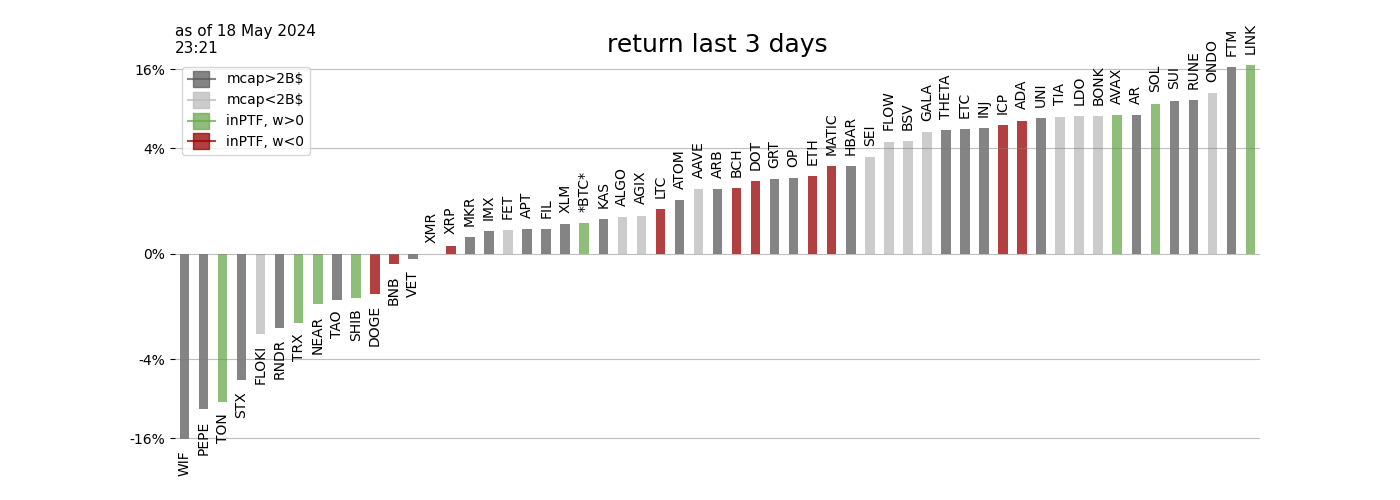 as of 18 May 2024
23:21
return last 3 days
mcap>2B$
mcap<2B$
inPTF, w>0
inPTF, w<0
16%
4%
0%
-4%
-16%
WIF
PEPE
TON
STX
FLOKI
RNDR
TRX
NEAR
TAO
SHIB
DOGE
BNB
VET
XMR
XRP
MKR
IMX
FET
APT
FIL
XLM
*BTC*
KAS
ALGO
AGIX
LTC
ATOM
AAVE
ARB
BCH
DOT
GRT
OP
ETH
MATIC
HBAR
SEI
FLOW
BSV
GALA
THETA
ETC
INJ
ICP
ADA
UNI
TIA
LDO
BONK
AVAX
AR
SOL
SUI
RUNE
ONDO
FTM
LINK